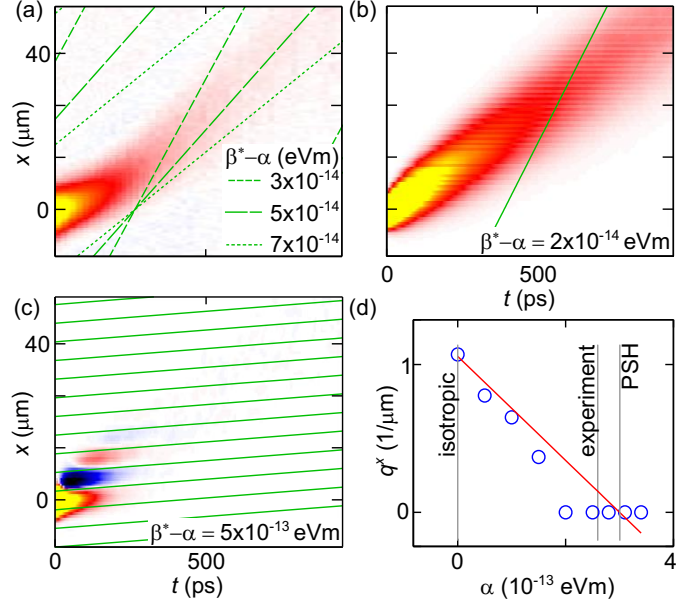 (a)
40
0
x (μm)
β*−α (eVm)
3x10⁻¹⁴
5x10⁻¹⁴
7x10⁻¹⁴
(b)
β*−α = 2x10⁻¹⁴ eVm
0
500
t (ps)
(c)
40
0
x (μm)
β*−α = 5x10⁻¹³ eVm
0
500
t (ps)
(d)
1
0
qˣ (1/μm)
isotropic
experiment
PSH
0
4
α (10⁻¹³ eVm)